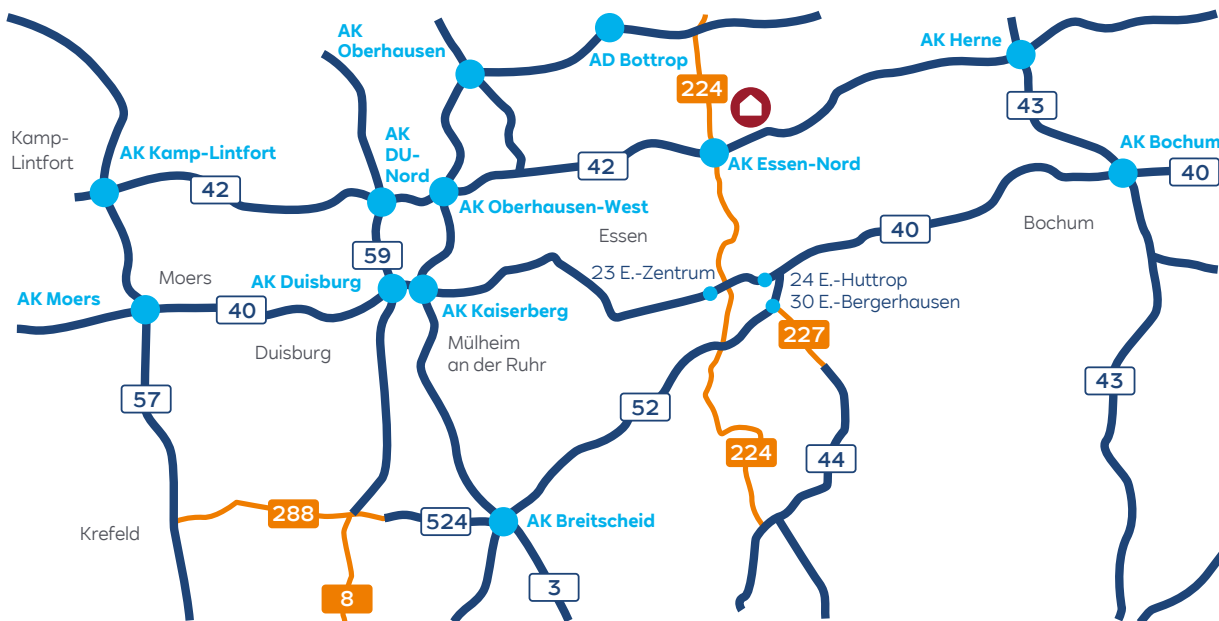 AK
Oberhausen
AD Bottrop
AK Herne
224
43
Kamp-
Lintfort
AK Kamp-Lintfort
AK
DU-
Nord
AK Essen-Nord
AK Bochum
42
42
40
AK Oberhausen-West
Essen
40
Bochum
59
Moers
AK Duisburg
23 E.-Zentrum
24 E.-Huttrop
AK Moers
40
AK Kaiserberg
30 E.-Bergerhausen
Duisburg
Mülheim
an der Ruhr
227
57
52
43
224
44
288
524
AK Breitscheid
Krefeld
8
3